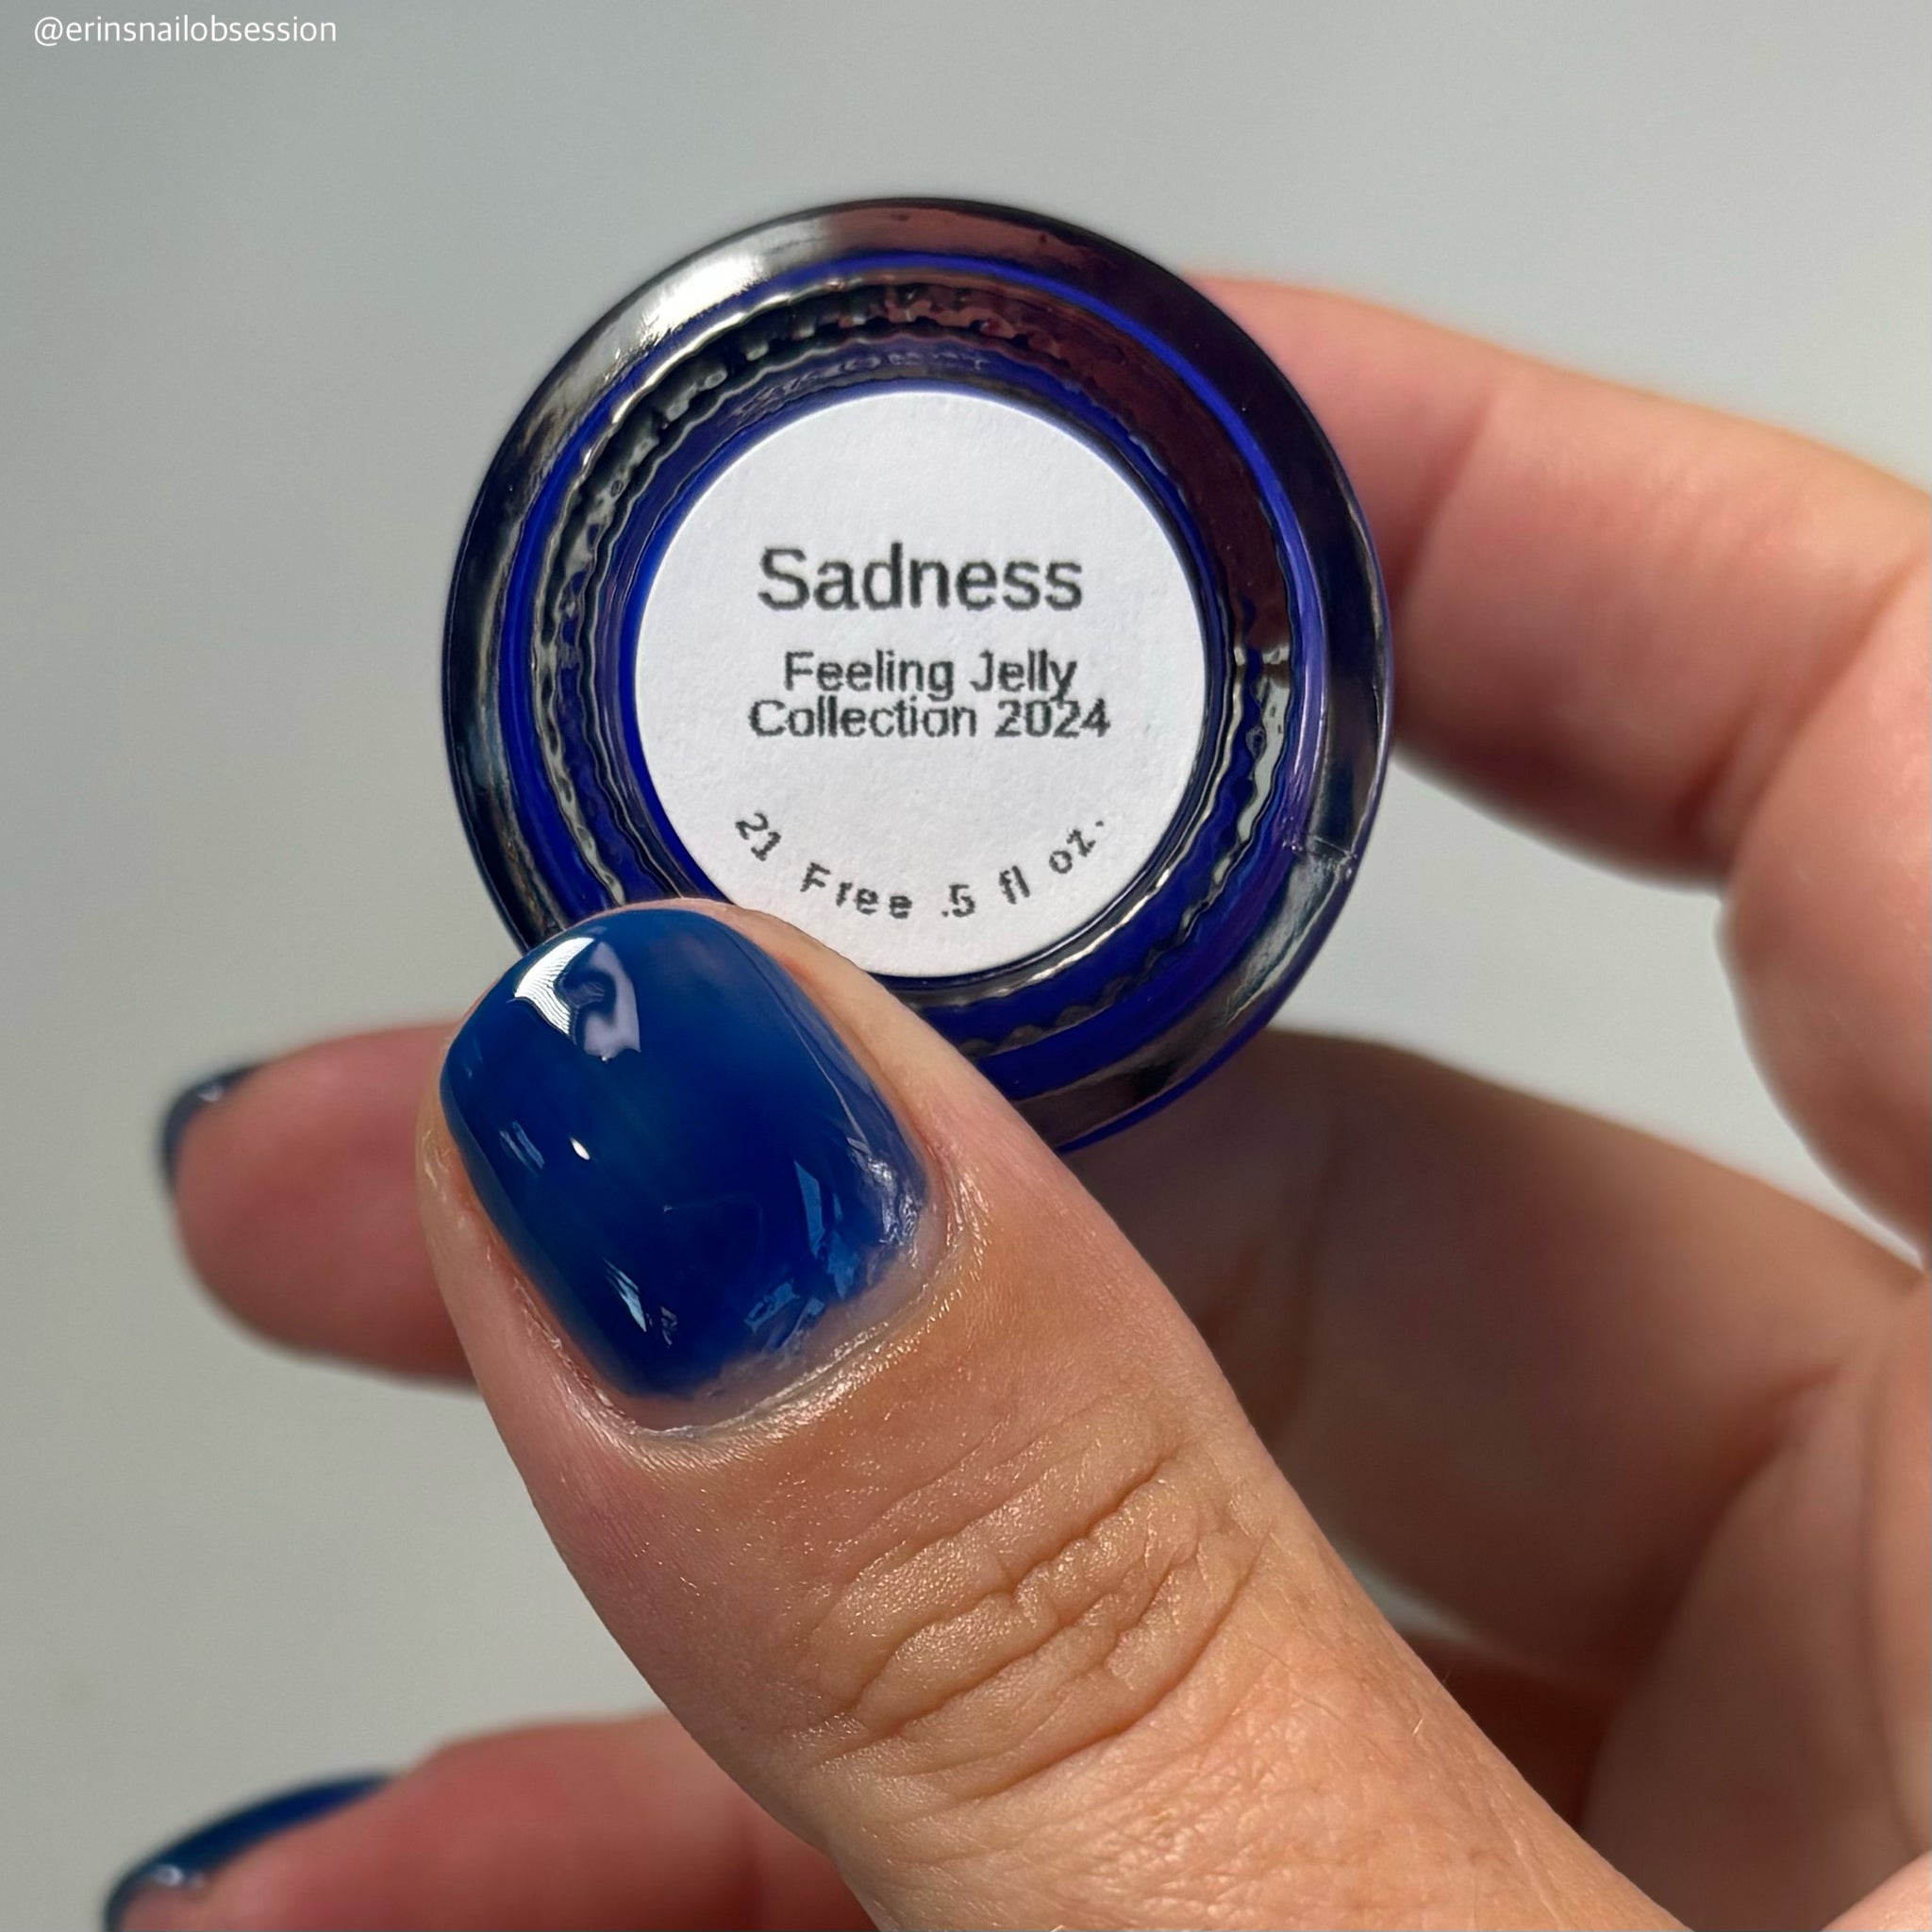 @erinsnailobsession
Sadness
Feeling Jelly
Collection 2024
21 Free .5 fl oz.